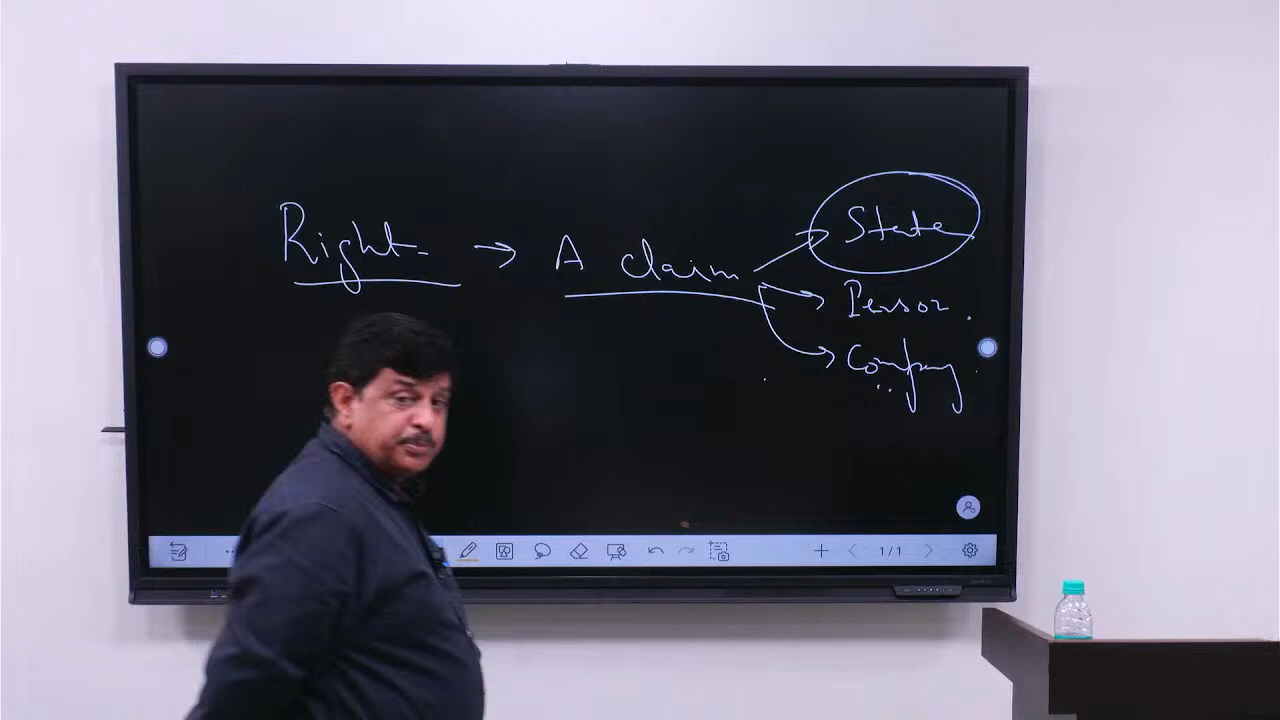 Right → A claim → State
→ Person
→ Company
1/1